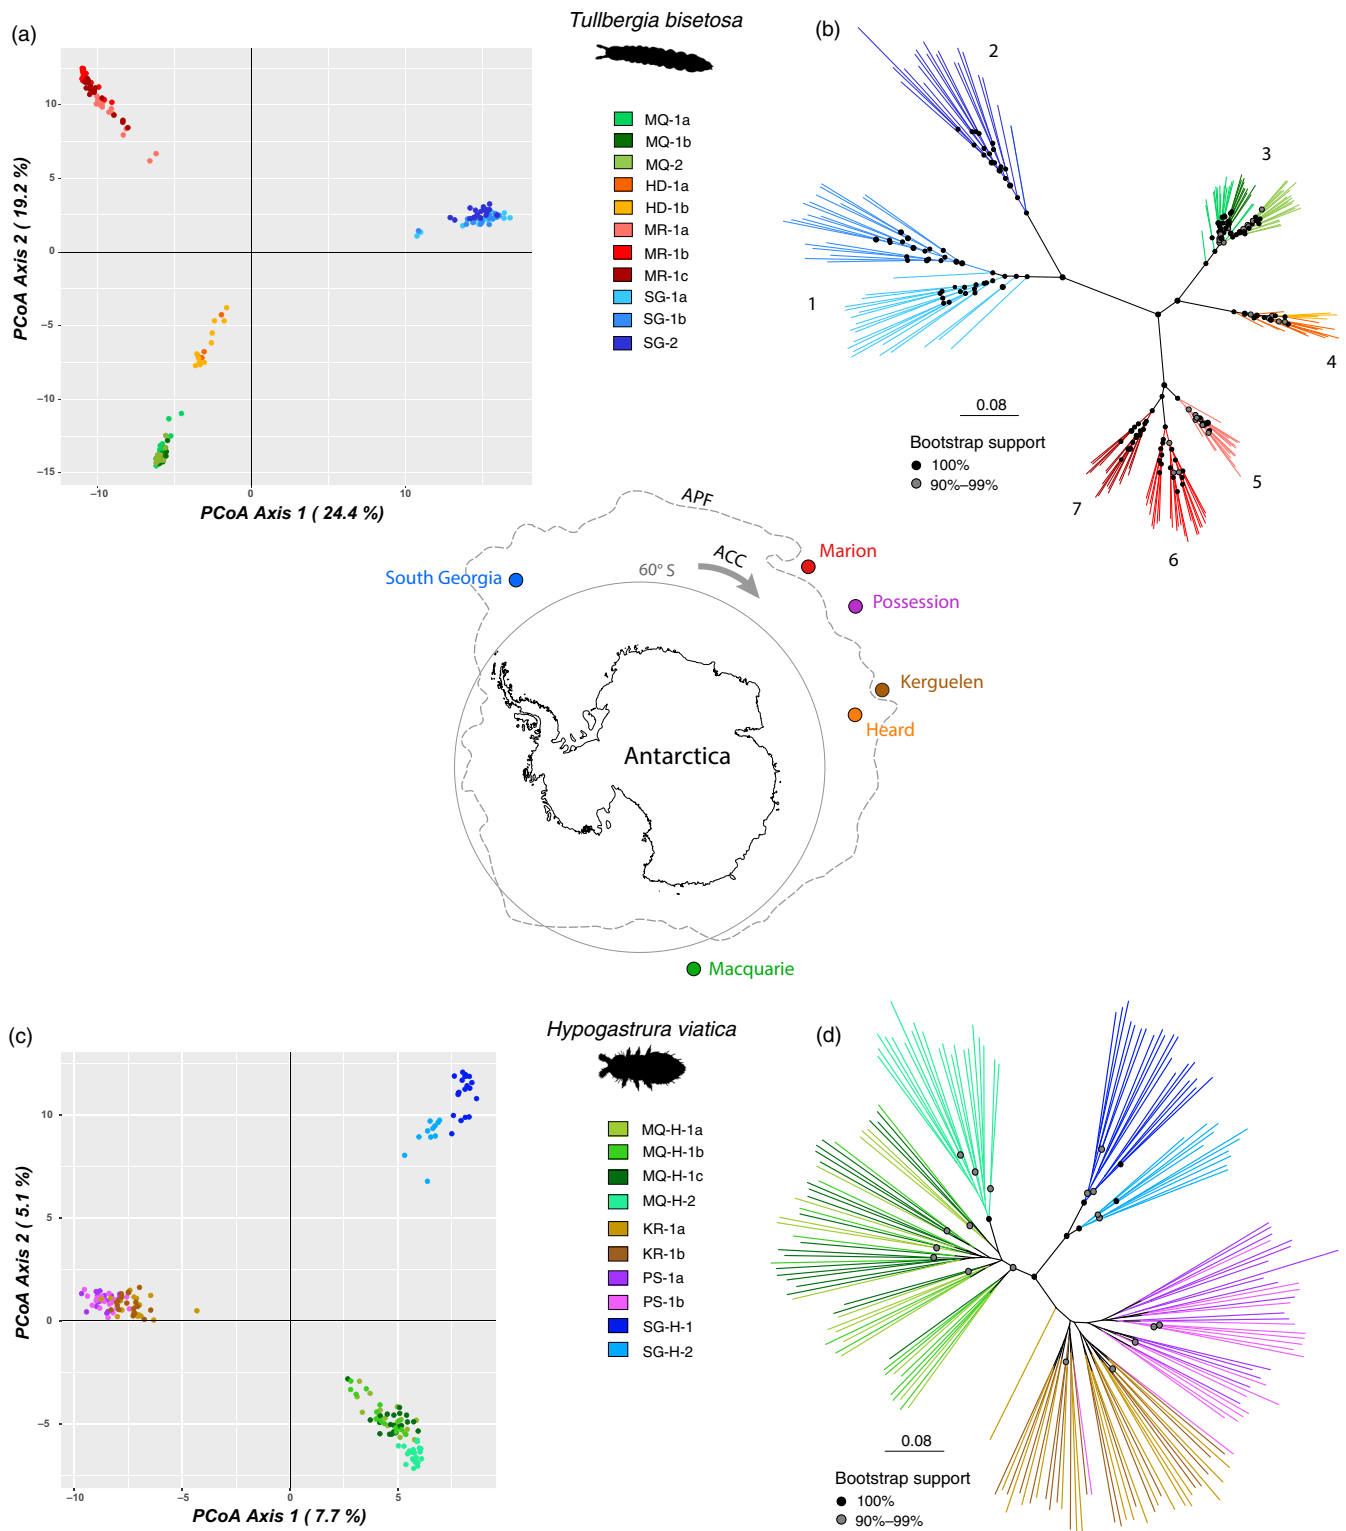 (a)
Tullbergia bisetosa
(b)
10
5
0
−5
−10
−15
PCoA Axis 2 ( 19.2 %)
−10
0
10
PCoA Axis 1 ( 24.4 %)
MQ-1a
MQ-1b
MQ-2
HD-1a
HD-1b
MR-1a
MR-1b
MR-1c
SG-1a
SG-1b
SG-2
2
3
1
4
5
7
6
0.08
Bootstrap support
100%
90%–99%
APF
ACC
60° S
South Georgia
Marion
Possession
Kerguelen
Heard
Antarctica
Macquarie
(c)
Hypogastrura viatica
(d)
10
5
0
−5
PCoA Axis 2 ( 5.1 %)
−10
−5
0
5
PCoA Axis 1 ( 7.7 %)
MQ-H-1a
MQ-H-1b
MQ-H-1c
MQ-H-2
KR-1a
KR-1b
PS-1a
PS-1b
SG-H-1
SG-H-2
0.08
Bootstrap support
100%
90%–99%